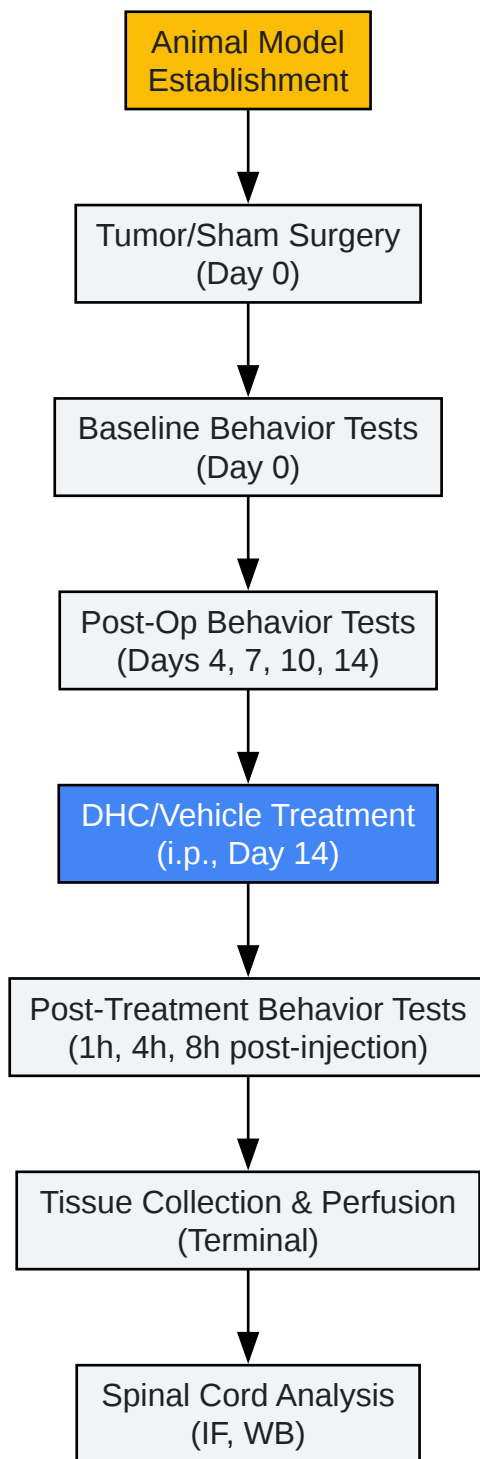 Animal Model
Establishment
Tumor/Sham Surgery
(Day 0)
Baseline Behavior Tests
(Day 0)
Post-Op Behavior Tests
(Days 4, 7, 10, 14)
DHC/Vehicle Treatment
(i.p., Day 14)
Post-Treatment Behavior Tests
(1h, 4h, 8h post-injection)
Tissue Collection & Perfusion
(Terminal)
Spinal Cord Analysis
(IF, WB)